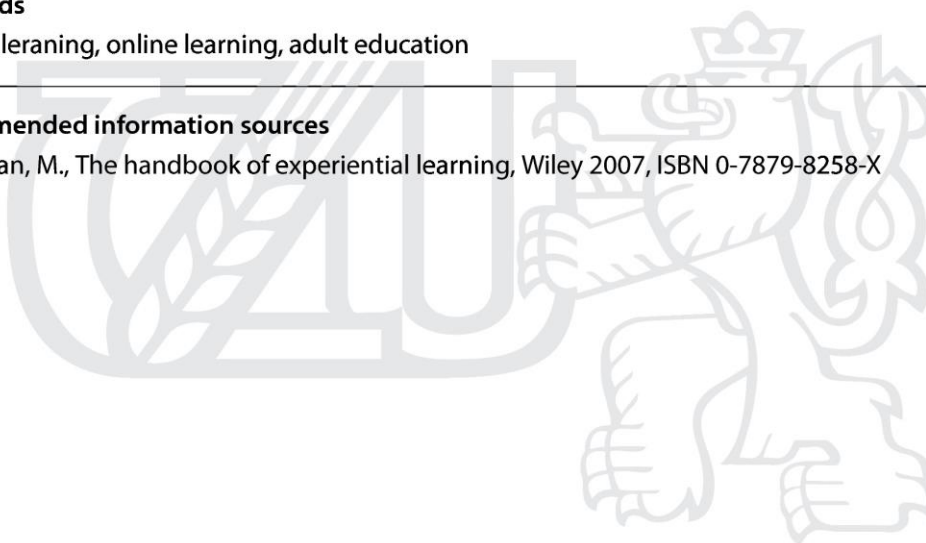 ds
leraning, online learning, adult education
mended information sources
an, M., The handbook of experiential learning, Wiley 2007, ISBN 0-7879-8258-X
CZU